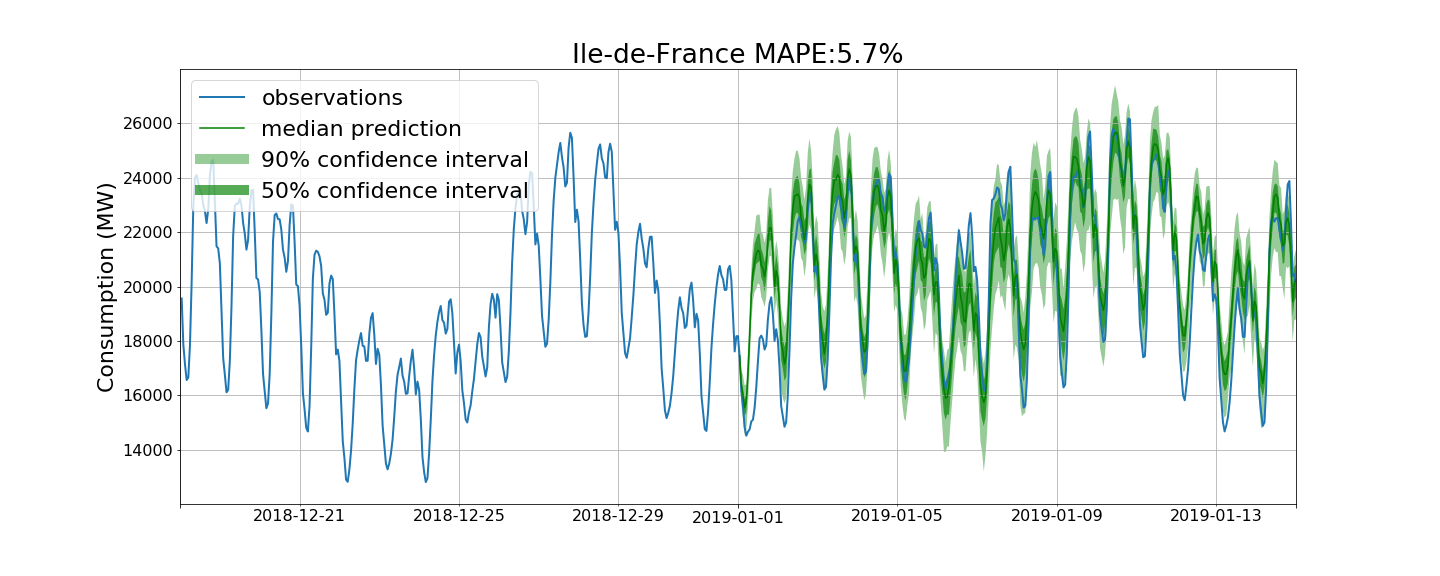 Ile-de-France MAPE:5.7%
observations
median prediction
90% confidence interval
50% confidence interval
Consumption (MW)
26000
24000
22000
20000
18000
16000
14000
2018-12-21
2018-12-25
2018-12-29
2019-01-01
2019-01-05
2019-01-09
2019-01-13